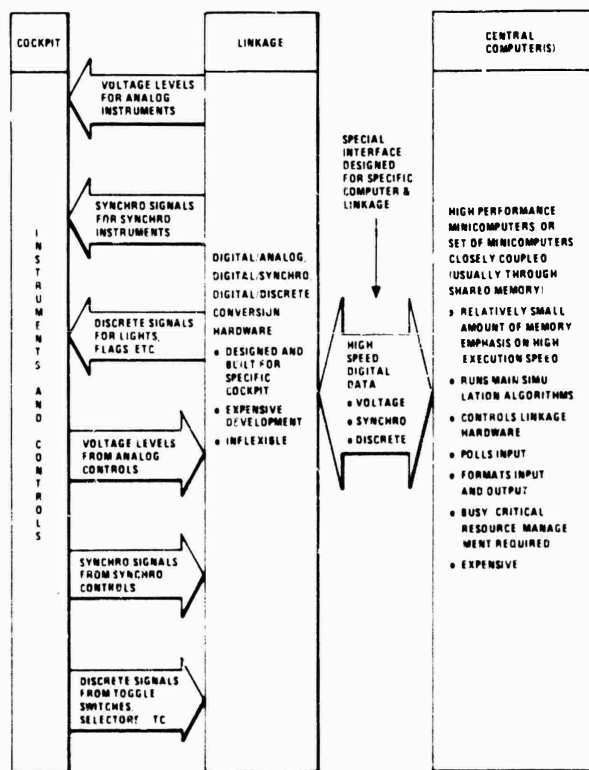 COCKPIT
LINKAGE
CENTRAL
COMPUTER(S)
VOLTAGE LEVELS
FOR ANALOG
INSTRUMENTS
SYNCHRO SIGNALS
FOR SYNCHRO
INSTRUMENTS
DISCRETE SIGNALS
FOR LIGHTS,
FLAGS ETC
VOLTAGE LEVELS
FROM ANALOG
CONTROLS
SYNCHRO SIGNALS
FROM SYNCHRO
CONTROLS
DISCRETE SIGNALS
FROM TOGGLE
SWITCHES,
INSTRUMENTS AND CONTROLS
DIGITAL/ANALOG,
DIGITAL/SYNCHRO,
DIGITAL/DISCRETE
HARDWARE
• DESIGNED AND
BUILT FOR
SPECIFIC
COCKPIT
• EXPENSIVE
DEVELOPMENT
• INFLEXIBLE
SPECIAL
INTERFACE
DESIGNED
FOR SPECIFIC
COMPUTER &
LINKAGE
HIGH
SPEED
DIGITAL
DATA
• VOLTAGE
• SYNCHRO
• DISCRETE
HIGH PERFORMANCE
MINICOMPUTERS OR
SET OF MINICOMPUTERS
CLOSELY COUPLED
(USUALLY THROUGH
SHARED MEMORY)
• RELATIVELY SMALL
AMOUNT OF MEMORY
EMPHASIS ON HIGH
EXECUTION SPEED
• RUNS MAIN SIMU
LATION ALGORITHMS
• CONTROLS LINKAGE
HARDWARE
• POLLS INPUT
• FORMATS INPUT
AND OUTPUT
• BUSY CRITICAL
RESOURCE MANAGE
MENT REQUIRED
• EXPENSIVE